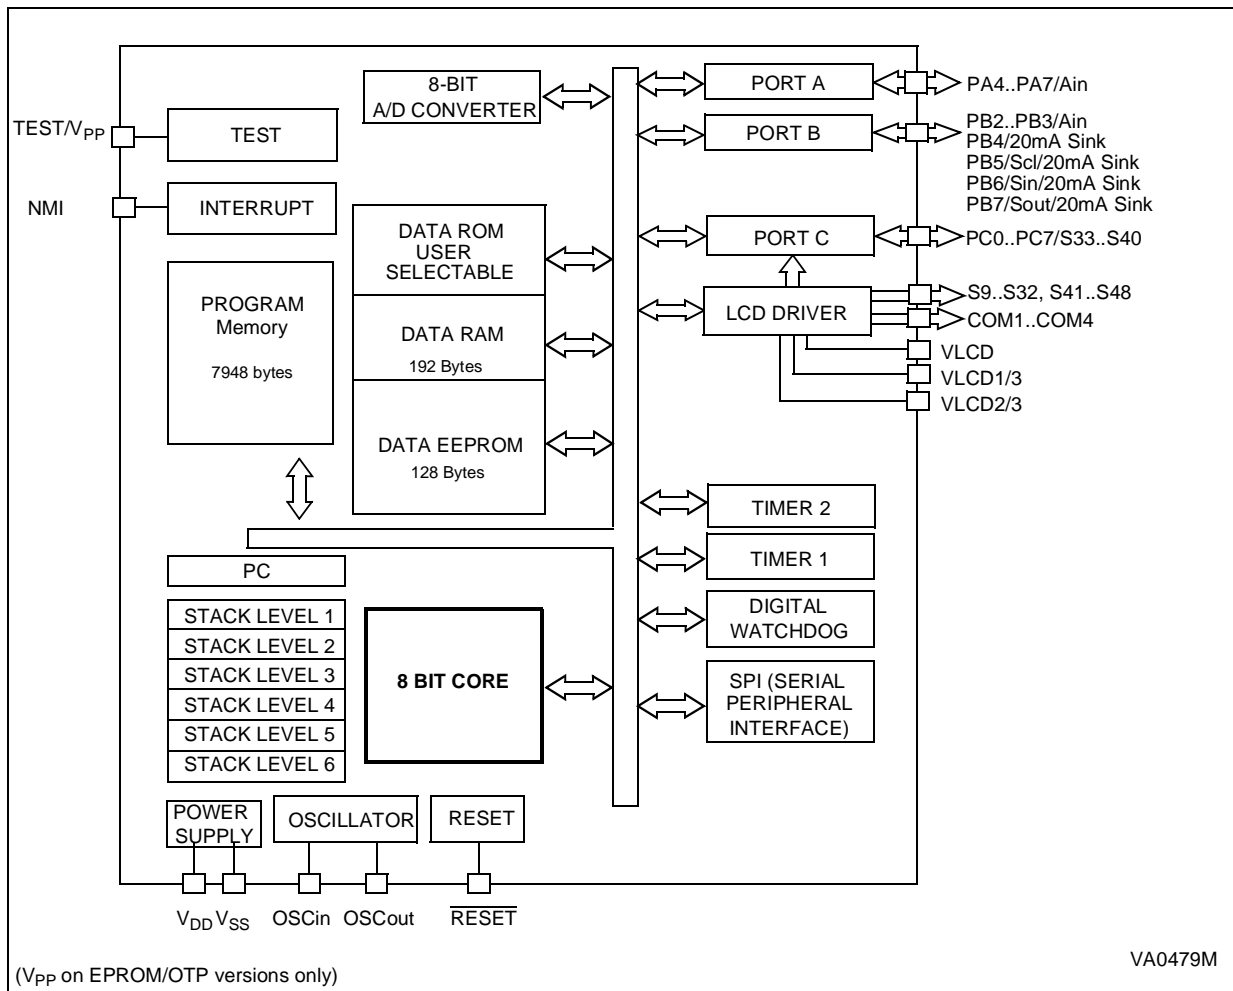 8-BIT
A/D CONVERTER
PORT A
PA4..PA7/Ain
TEST/VPP
TEST
PORT B
PB2..PB3/Ain
PB4/20mA Sink
PB5/Scl/20mA Sink
PB6/Sin/20mA Sink
PB7/Sout/20mA Sink
NMI
INTERRUPT
DATA ROM
USER
SELECTABLE
PORT C
PC0..PC7/S33..S40
PROGRAM
Memory
7948 bytes
DATA RAM
192 Bytes
LCD DRIVER
S9..S32, S41..S48
COM1..COM4
VLCD
VLCD1/3
VLCD2/3
DATA EEPROM
128 Bytes
TIMER 2
TIMER 1
PC
DIGITAL
WATCHDOG
STACK LEVEL 1
STACK LEVEL 2
STACK LEVEL 3
STACK LEVEL 4
STACK LEVEL 5
STACK LEVEL 6
8 BIT CORE
SPI (SERIAL
PERIPHERAL
INTERFACE)
POWER
SUPPLY
OSCILLATOR
RESET
VDD VSS
OSCin
OSCout
RESET
VA0479M
(VPP on EPROM/OTP versions only)